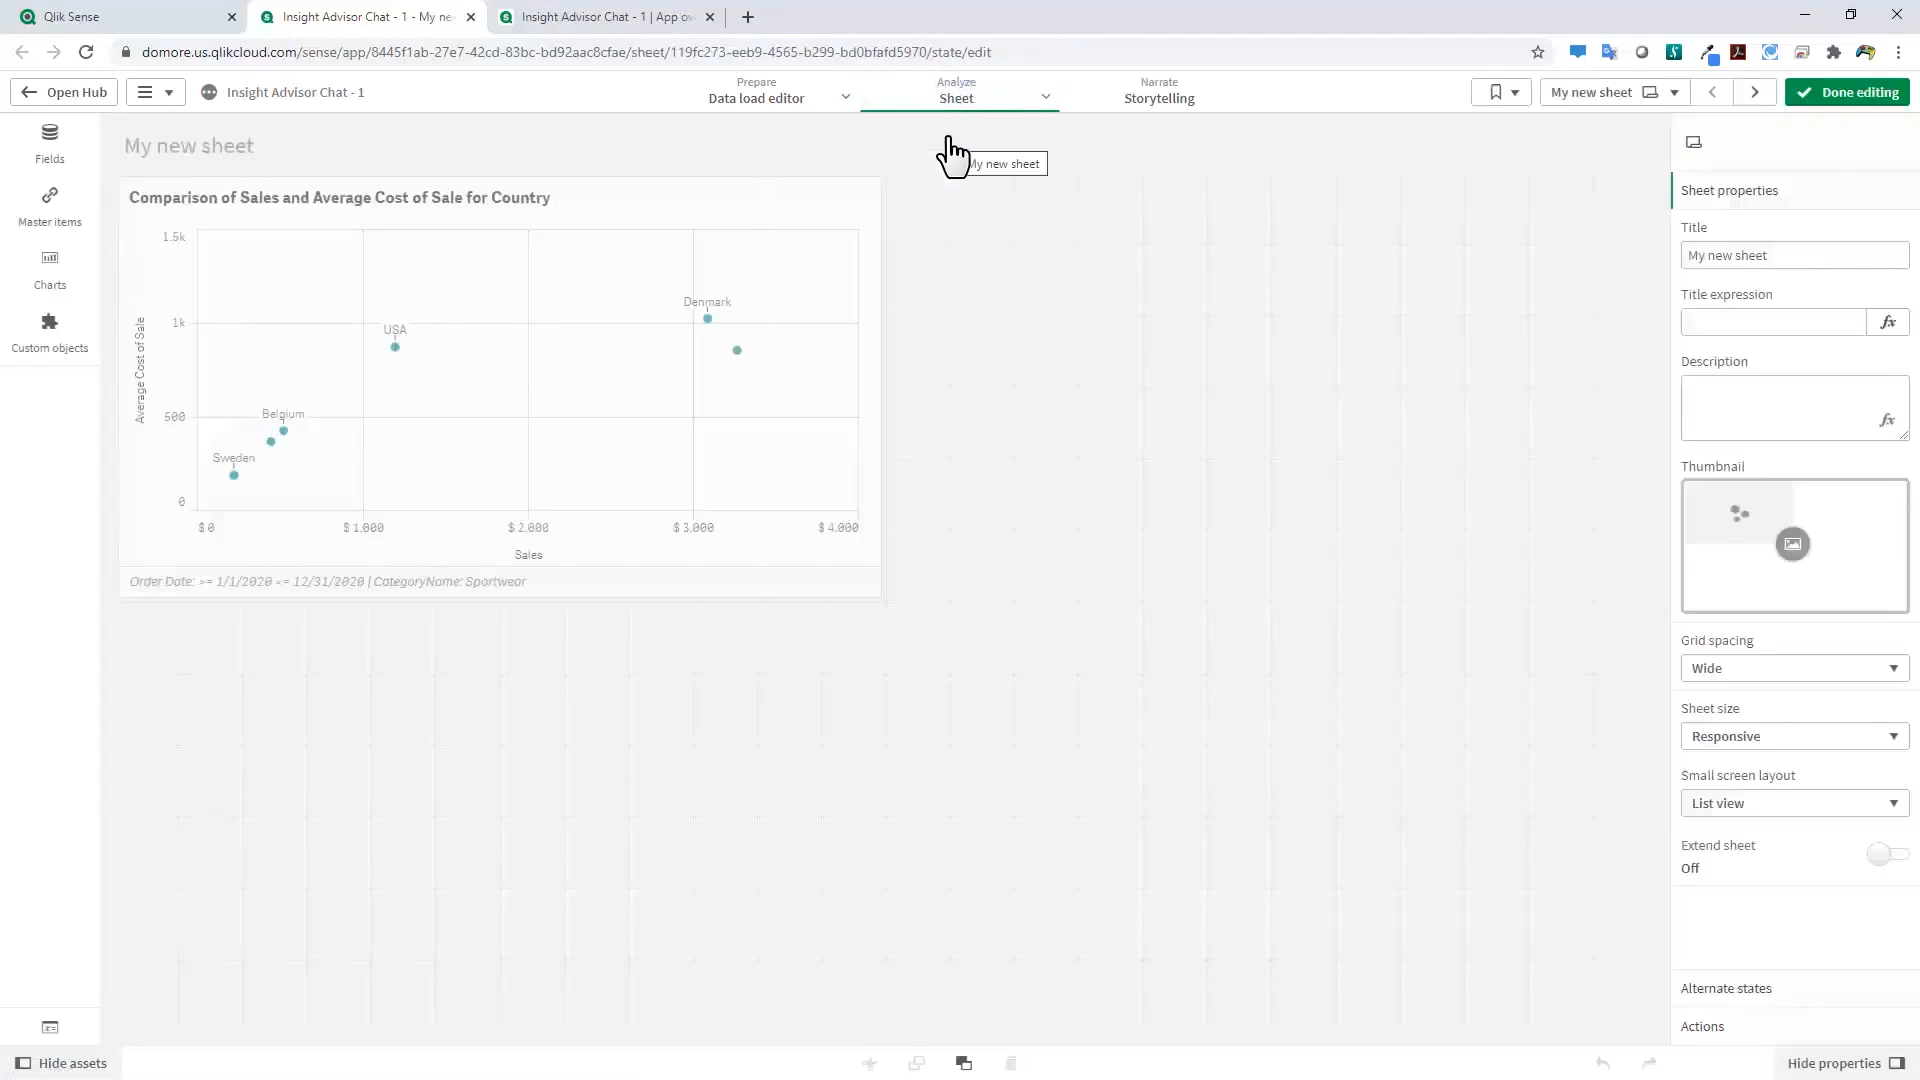 Qlik Sense
Insight Advisor Chat - 1 - My ne
Insight Advisor Chat - 1 | App ov
domore.us.qlikcloud.com/sense/app/8445f1ab-27e7-42cd-83bc-bd92aac8cfae/sheet/119fc273-eeb9-4565-b299-bd0bfafd5970/state/edit
Open Hub
Insight Advisor Chat - 1
Prepare
Data load editor
Analyze
Sheet
Narrate
Storytelling
My new sheet
Done editing
Fields
Master items
Charts
Custom objects
My new sheet
My new sheet
Comparison of Sales and Average Cost of Sale for Country
Average Cost of Sale
1.5k
1k
500
0
Denmark
USA
Belgium
Sweden
$ 0
$ 1.000
$ 2.000
$ 3.000
$ 4.000
Sales
Order Date: >= 1/1/2020 <= 12/31/2020 | CategoryName: Sportwear
Sheet properties
Title
My new sheet
Title expression
fx
Description
fx
Thumbnail
Grid spacing
Wide
Sheet size
Responsive
Small screen layout
List view
Extend sheet
Off
Alternate states
Actions
Hide assets
Hide properties